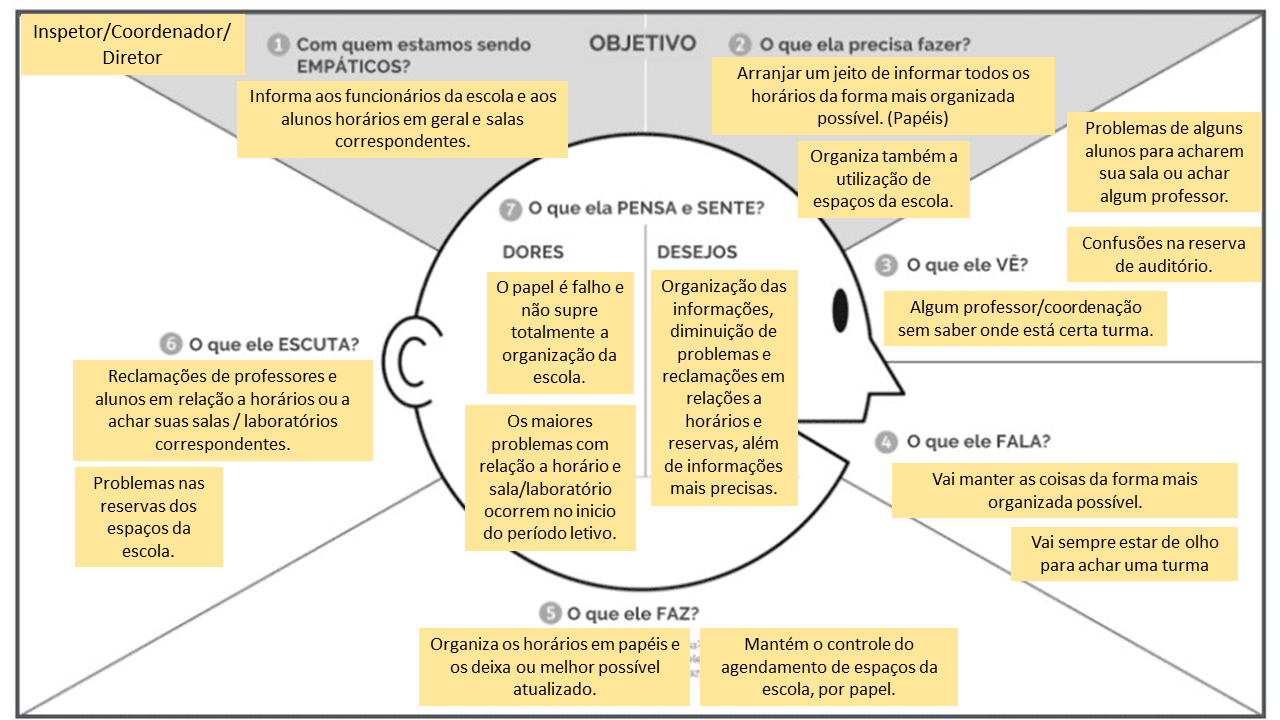 Inspetor/Coordenador/
Diretor
1 Com quem estamos sendo
EMPÁTICOS?
Informa aos funcionários da escola e aos
alunos horários em geral e salas
correspondentes.
OBJETIVO
2 O que ela precisa fazer?
Arranjar um jeito de informar todos os
horários da forma mais organizada
possível. (Papéis)
Organiza também a
utilização de
espaços da escola.
Problemas de alguns
alunos para acharem
sua sala ou achar
algum professor.
Confusões na reserva
de auditório.
3 O que ele VÊ?
Algum professor/coordenação
sem saber onde está certa turma.
4 O que ele FALA?
Vai manter as coisas da forma mais
organizada possível.
Vai sempre estar de olho
para achar uma turma
5 O que ele FAZ?
Organiza os horários em papéis e
os deixa ou melhor possível
atualizado.
Mantém o controle do
agendamento de espaços da
escola, por papel.
6 O que ele ESCUTA?
Reclamações de professores e
alunos em relação a horários ou a
achar suas salas / laboratórios
correspondentes.
Problemas nas
reservas dos
espaços da
escola.
7 O que ela PENSA e SENTE?
DORES
O papel é falho e
não supre
totalmente a
organização da
escola.
Os maiores
problemas com
relação a horário e
sala/laboratório
ocorrem no inicio
do período letivo.
DESEJOS
Organização das
informações,
diminuição de
problemas e
reclamações em
relações a
horários e
reservas, além
de informações
mais precisas.